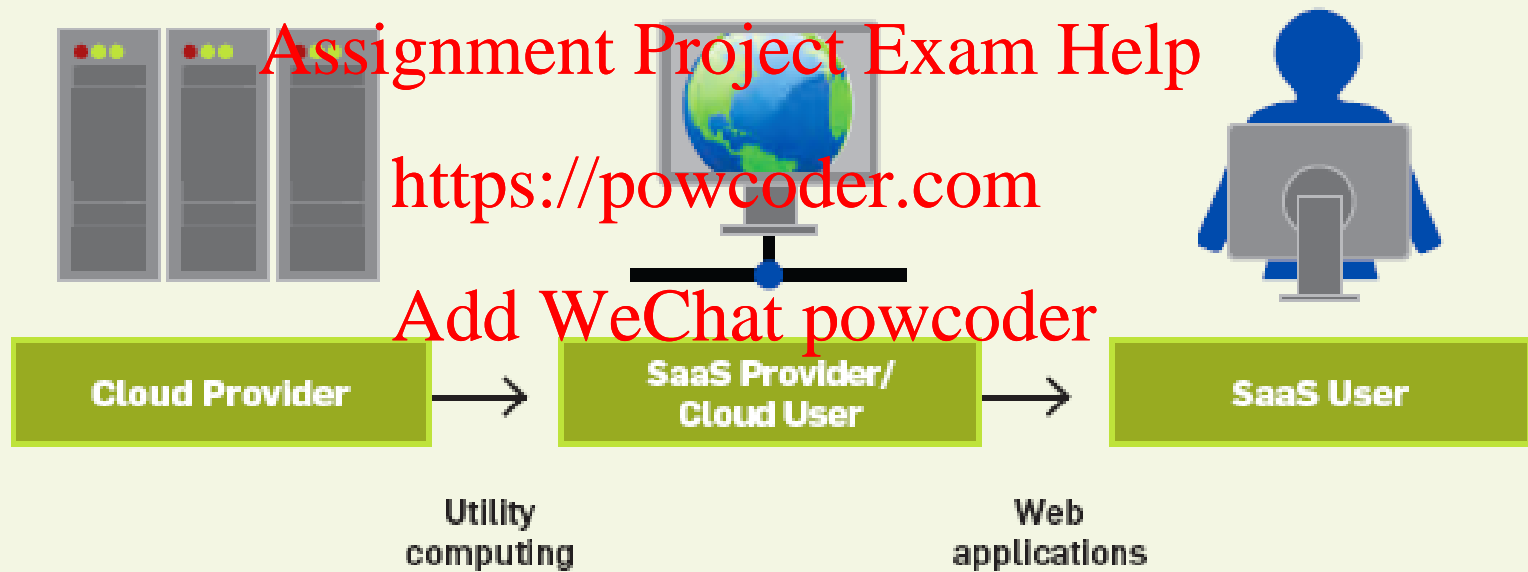 Assignment Project Exam Help
https://powcoder.com
Add WeChat powcoder
Cloud Provider
SaaS Provider/
Cloud User
SaaS User
Utility
computing
Web
applications